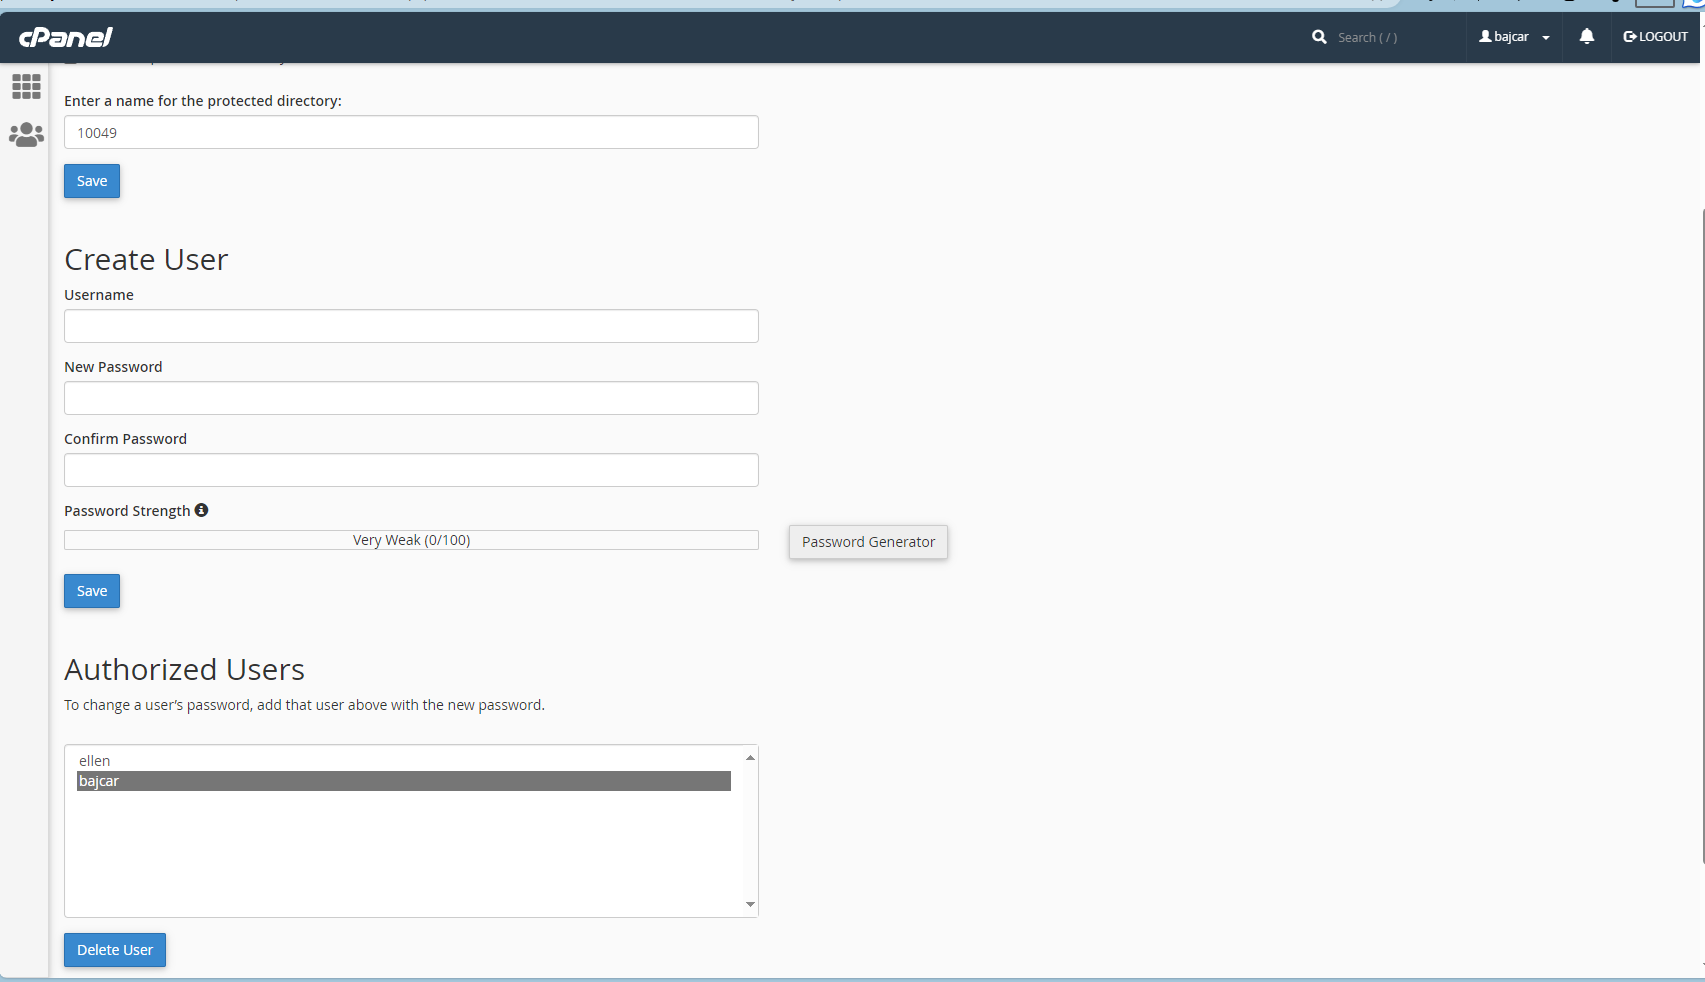 cPanel
Search ( / )
bajcar
LOGOUT
Enter a name for the protected directory:
10049
Save
Create User
Username
New Password
Confirm Password
Password Strength
Very Weak (0/100)
Password Generator
Save
Authorized Users
To change a user’s password, add that user above with the new password.
ellen
bajcar
Delete User